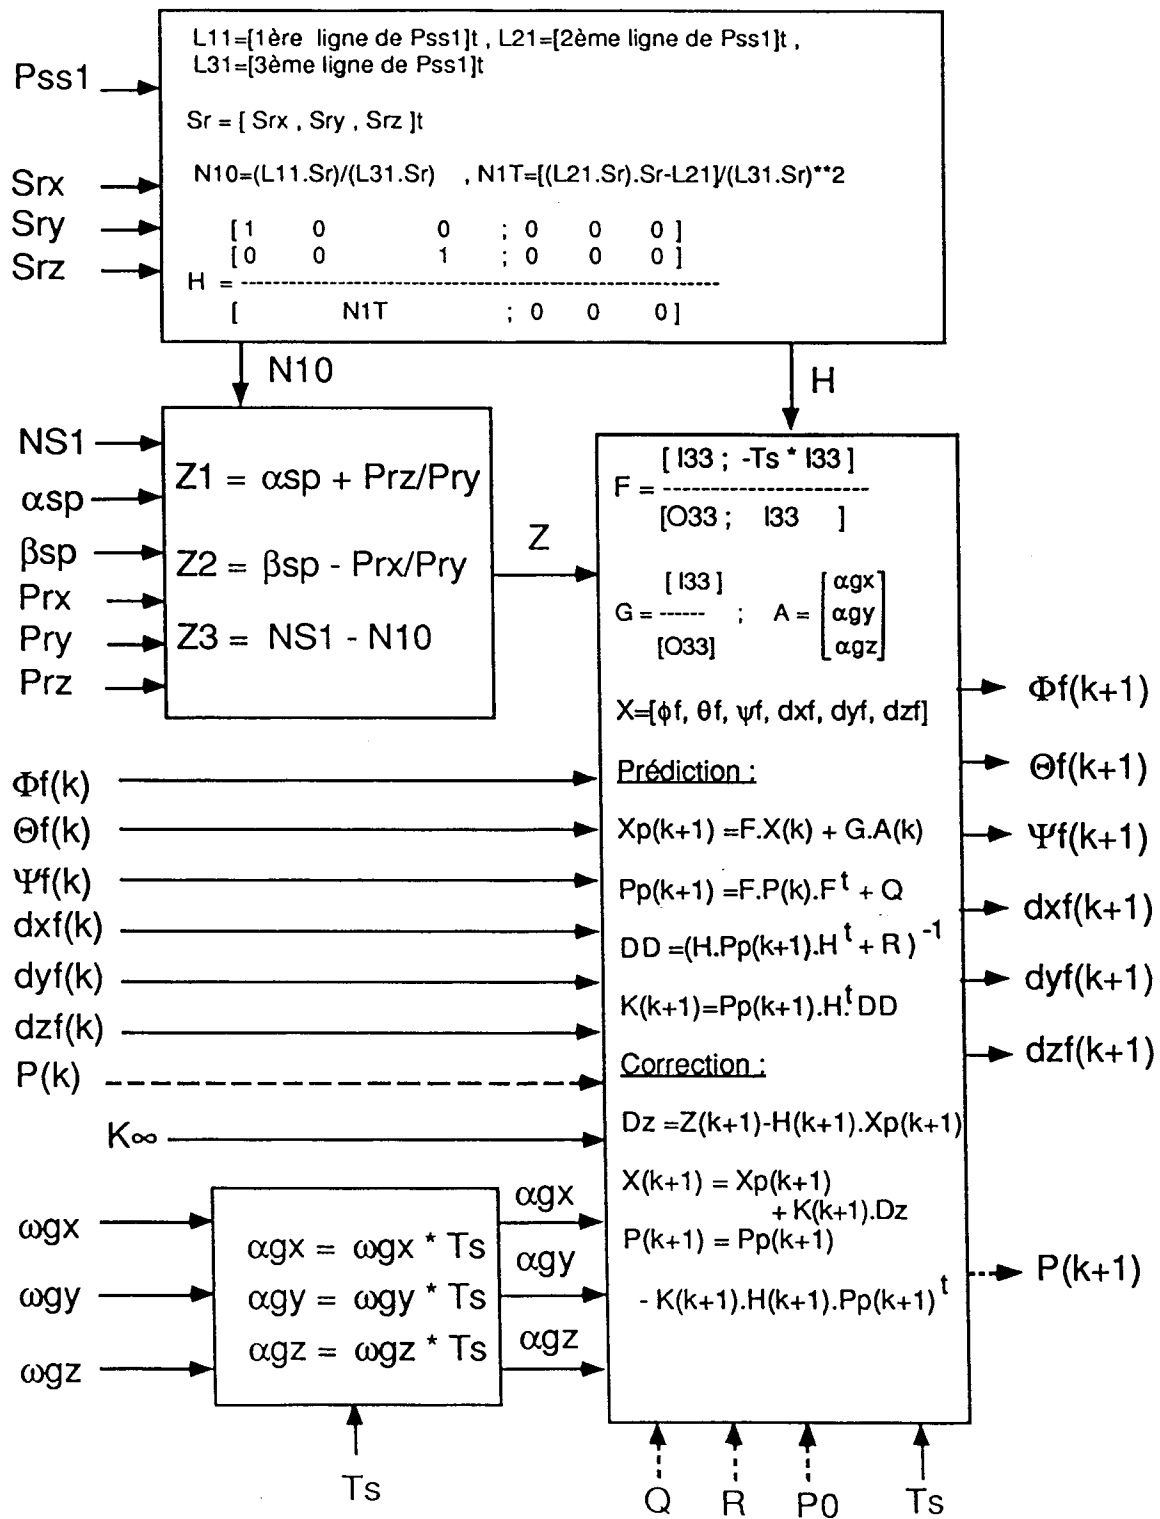 L11=[1ère ligne de Pss1]t , L21=[2ème ligne de Pss1]t ,
L31=[3ème ligne de Pss1]t
Pss1
Sr = [ Srx , Sry , Srz ]t
Srx
N10=(L11.Sr)/(L31.Sr) , N1T=[(L21.Sr).Sr-L21]/(L31.Sr)**2
Sry
[ 1 0 0 ; 0 0 0 ]
[ 0 0 1 ; 0 0 0 ]
Srz
H = ------------------------------------------------------------
[ N1T ; 0 0 0 ]
N10
H
NS1
αsp
βsp
Prx
Pry
Prz
Z1 = αsp + Prz/Pry
Z2 = βsp - Prx/Pry
Z3 = NS1 - N10
Z
[ I33 ; -Ts * I33 ]
F = ------------------------
[O33 ; I33 ]
[ I33 ]
G = ------ ; A = [ αgx αgy αgz ]
[O33]
X=[ϕf, θf, ψf, dxf, dyf, dzf]
Prédiction :
Xp(k+1) =F.X(k) + G.A(k)
Pp(k+1) =F.P(k).F t + Q
DD =(H.Pp(k+1).H t + R ) -1
K(k+1)=Pp(k+1).H. t DD
Correction :
Dz =Z(k+1)-H(k+1).Xp(k+1)
X(k+1) = Xp(k+1)
+ K(k+1).Dz
P(k+1) = Pp(k+1)
- K(k+1).H(k+1).Pp(k+1) t
Φf(k)
Θf(k)
Ψf(k)
dxf(k)
dyf(k)
dzf(k)
P(k)
K∞
Φf(k+1)
Θf(k+1)
Ψf(k+1)
dxf(k+1)
dyf(k+1)
dzf(k+1)
P(k+1)
ωgx
ωgy
ωgz
αgx = ωgx * Ts
αgy = ωgy * Ts
αgz = ωgz * Ts
αgx
αgy
αgz
Ts
Q
R
P0
Ts